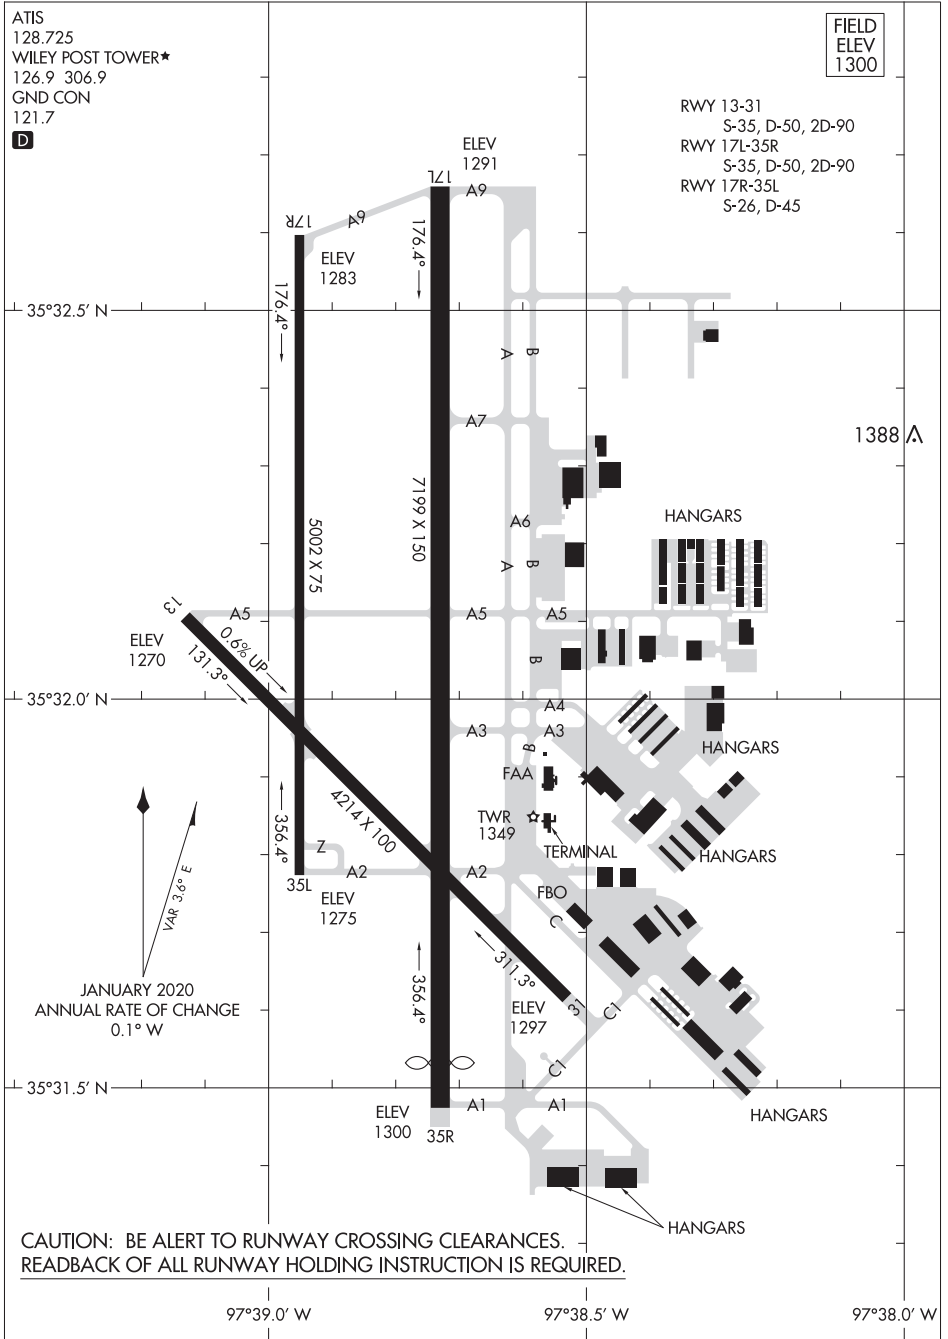 ATIS
128.725
WILEY POST TOWER★
126.9 306.9
GND CON
121.7
D
FIELD
ELEV
1300
RWY 13-31
S-35, D-50, 2D-90
RWY 17L-35R
S-35, D-50, 2D-90
RWY 17R-35L
S-26, D-45
ELEV
1291
17L
A9
17R
A9
ELEV
1283
176.4°
176.4°
35°32.5' N
A
B
A7
1388
7199 X 150
5002 X 75
A6
HANGARS
A
B
13
A5
A5
A5
ELEV
1270
0.6% UP
131.3°
B
35°32.0' N
A4
A3
A3
B
HANGARS
FAA
4214 X 100
356.4°
TWR
1349
TERMINAL
HANGARS
Z
A2
A2
35L
ELEV
1275
FBO
C
VAR 3.6° E
311.3°
356.4°
JANUARY 2020
ANNUAL RATE OF CHANGE
0.1° W
ELEV
1297
31
C1
C1
35°31.5' N
ELEV
1300
35R
A1
A1
HANGARS
HANGARS
CAUTION: BE ALERT TO RUNWAY CROSSING CLEARANCES.
READBACK OF ALL RUNWAY HOLDING INSTRUCTION IS REQUIRED.
97°39.0' W
97°38.5' W
97°38.0' W